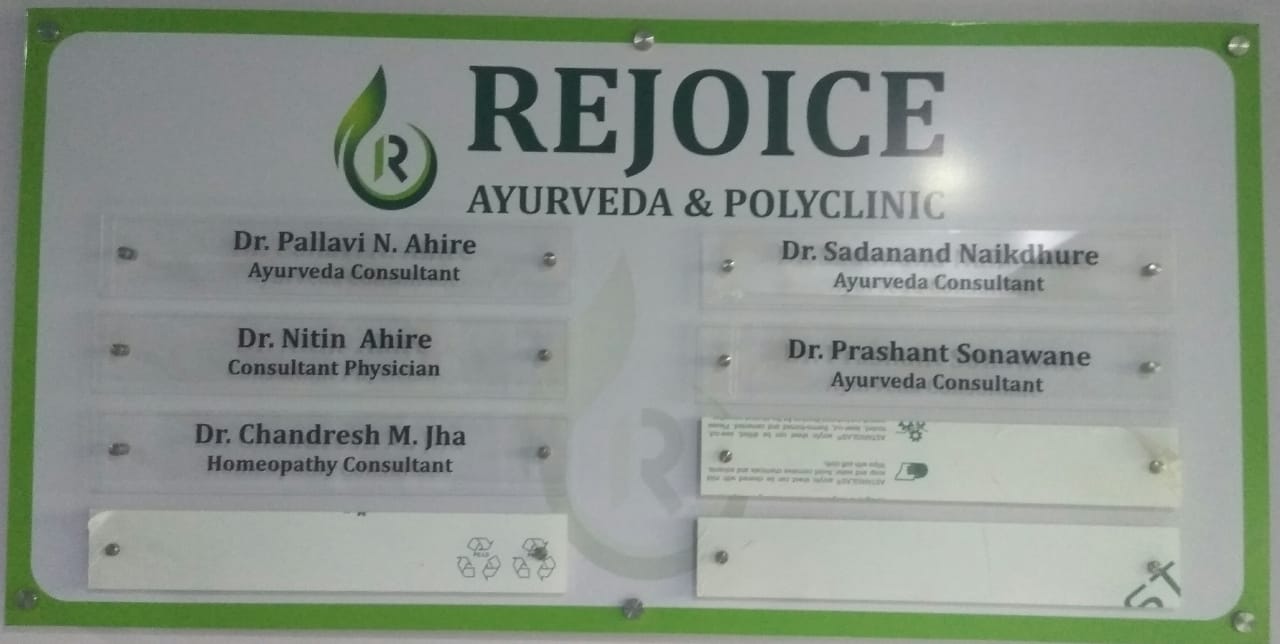 R
REJOICE
AYURVEDA & POLYCLINIC
Dr. Pallavi N. Ahire
Ayurveda Consultant
Dr. Nitin Ahire
Consultant Physician
Dr. Chandresh M. Jha
Homeopathy Consultant
Dr. Sadanand Naikdhure
Ayurveda Consultant
Dr. Prashant Sonawane
Ayurveda Consultant
R
ST